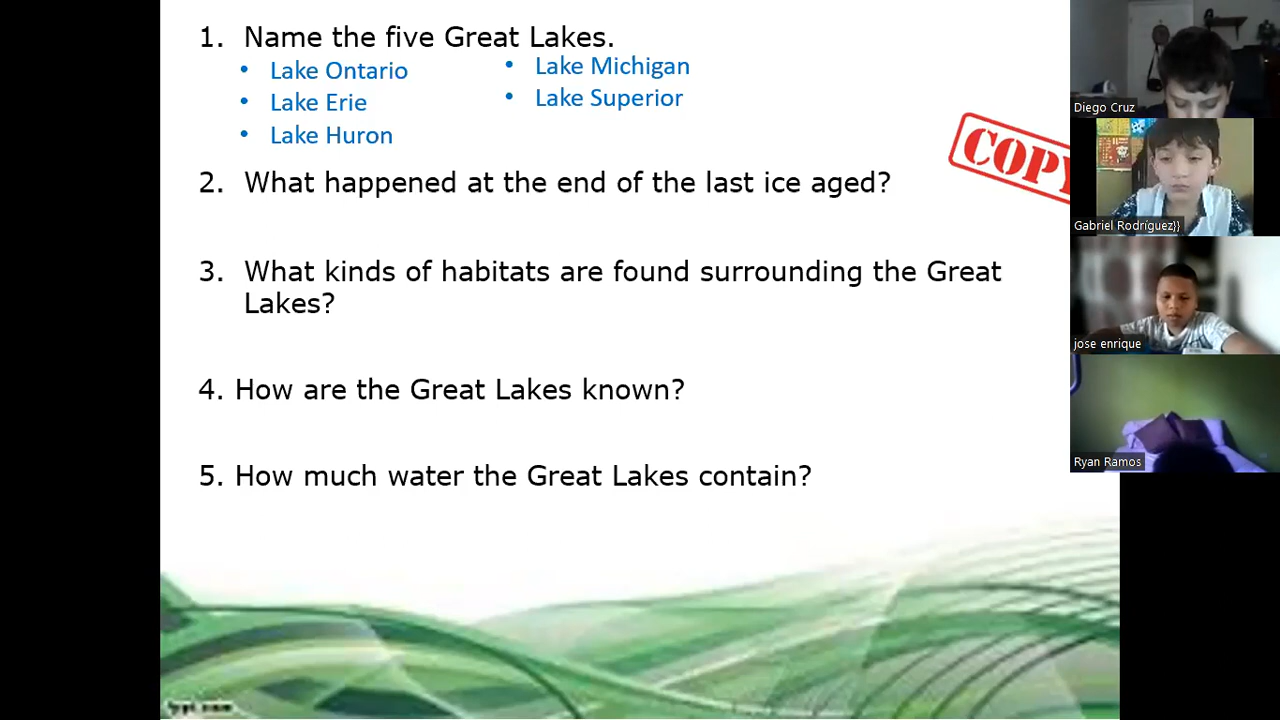 1. Name the five Great Lakes.
• Lake Ontario
• Lake Erie
• Lake Huron
• Lake Michigan
• Lake Superior
COPY
2. What happened at the end of the last ice aged?
3. What kinds of habitats are found surrounding the Great
Lakes?
4. How are the Great Lakes known?
5. How much water the Great Lakes contain?
Diego Cruz
Gabriel Rodríguez}}
jose enrique
Ryan Ramos